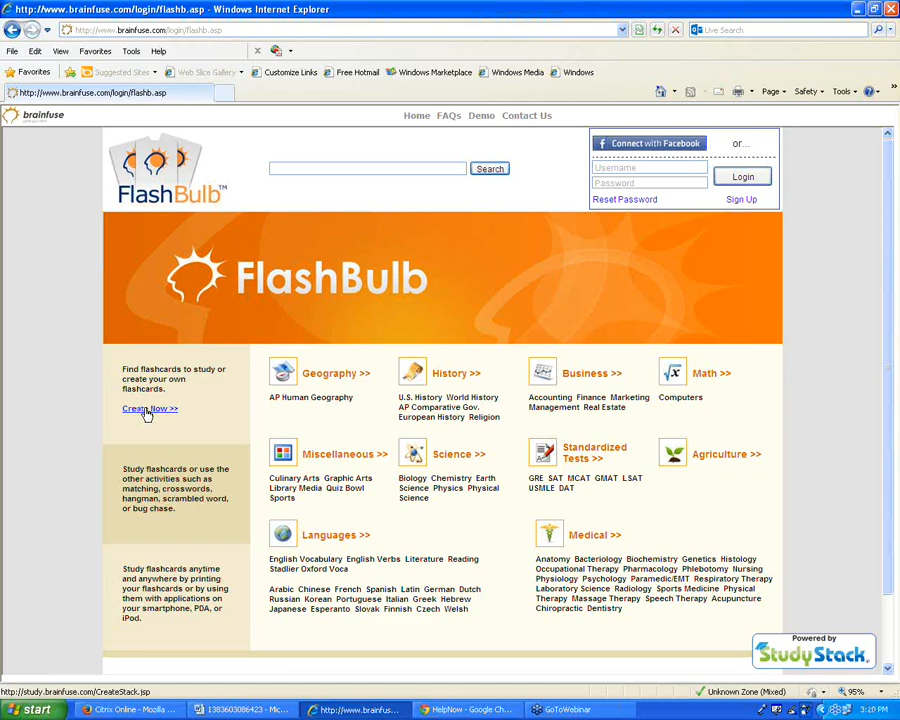 http://www.brainfuse.com/login/flashb.asp - Windows Internet Explorer
http://www.brainfuse.com/login/flashb.asp
Live Search
File Edit View Favorites Tools Help
Favorites Suggested Sites Web Slice Gallery Customize Links Free Hotmail Windows Marketplace Windows Media Windows
http://www.brainfuse.com/login/flashb.asp
Page Safety Tools
brainfuse
Home FAQs Demo Contact Us
FlashBulb™
Search
f Connect with Facebook or...
Username
Password
Login
Reset Password Sign Up
FlashBulb
Find flashcards to study or
create your own
flashcards.
Create Now >>
Study flashcards or use the
other activities such as
matching, crosswords,
hangman, scrambled word,
or bug chase.
Study flashcards anytime
and anywhere by printing
your flashcards or by using
them with applications on
your smartphone, PDA, or
iPod.
Geography >>
AP Human Geography
History >>
U.S. History World History
AP Comparative Gov.
European History Religion
Business >>
Accounting Finance Marketing
Management Real Estate
Math >>
Computers
Miscellaneous >>
Culinary Arts Graphic Arts
Library Media Quiz Bowl
Sports
Science >>
Biology Chemistry Earth
Science Physics Physical
Science
Standardized
Tests >>
GRE SAT MCAT GMAT LSAT
USMLE DAT
Agriculture >>
Languages >>
English Vocabulary English Verbs Literature Reading
Stadlier Oxford Voca
Arabic Chinese French Spanish Latin German Dutch
Russian Korean Portuguese Italian Greek Hebrew
Japanese Esperanto Slovak Finnish Czech Welsh
Medical >>
Anatomy Bacteriology Biochemistry Genetics Histology
Occupational Therapy Pharmacology Phlebotomy Nursing
Physiology Psychology Paramedic/EMT Respiratory Therapy
Laboratory Science Radiology Sports Medicine Physical
Therapy Massage Therapy Speech Therapy Acupuncture
Chiropractic Dentistry
Powered by
StudyStack
http://study.brainfuse.com/CreateStack.jsp
Unknown Zone (Mixed)
95%
start
Citrix Online - Mozilla ...
1383603086423 - Mic...
http://www.brainfus...
HelpNow - Google Ch...
GoToWebinar
3:20 PM